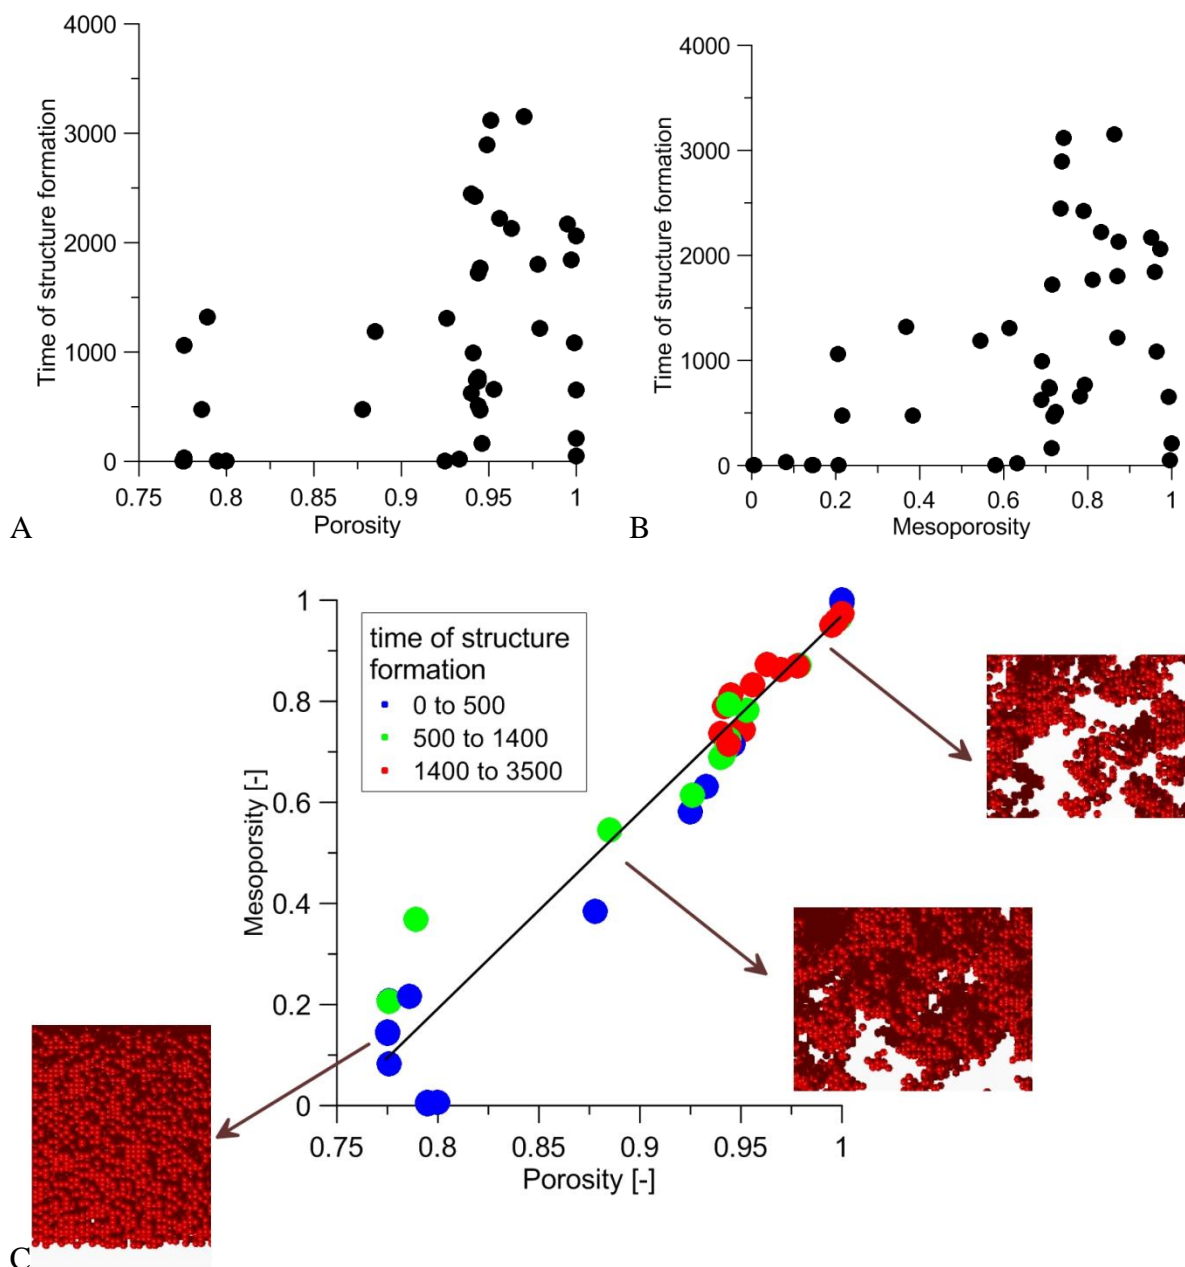 4000
3000
2000
1000
0
0.75
0.8
0.85
0.9
0.95
1
Time of structure formation
Porosity
A
4000
3000
2000
1000
0
0
0.2
0.4
0.6
0.8
1
Time of structure formation
Mesoporosity
B
1
0.8
0.6
0.4
0.2
0
0.75
0.8
0.85
0.9
0.95
1
Mesoporsity [-]
Porosity [-]
time of structure
formation
0 to 500
500 to 1400
1400 to 3500
C